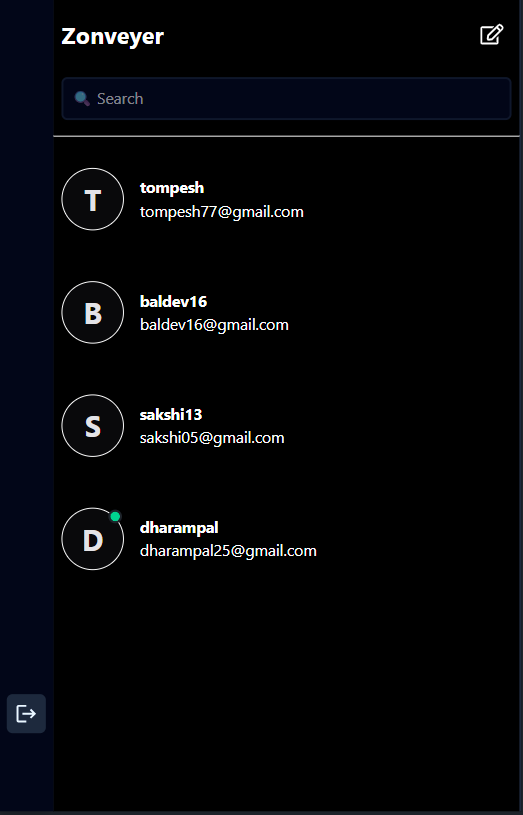 Zonveyer
Search
T
tompesh
tompesh77@gmail.com
B
baldev16
baldev16@gmail.com
S
sakshi13
sakshi05@gmail.com
D
dharampal
dharampal25@gmail.com